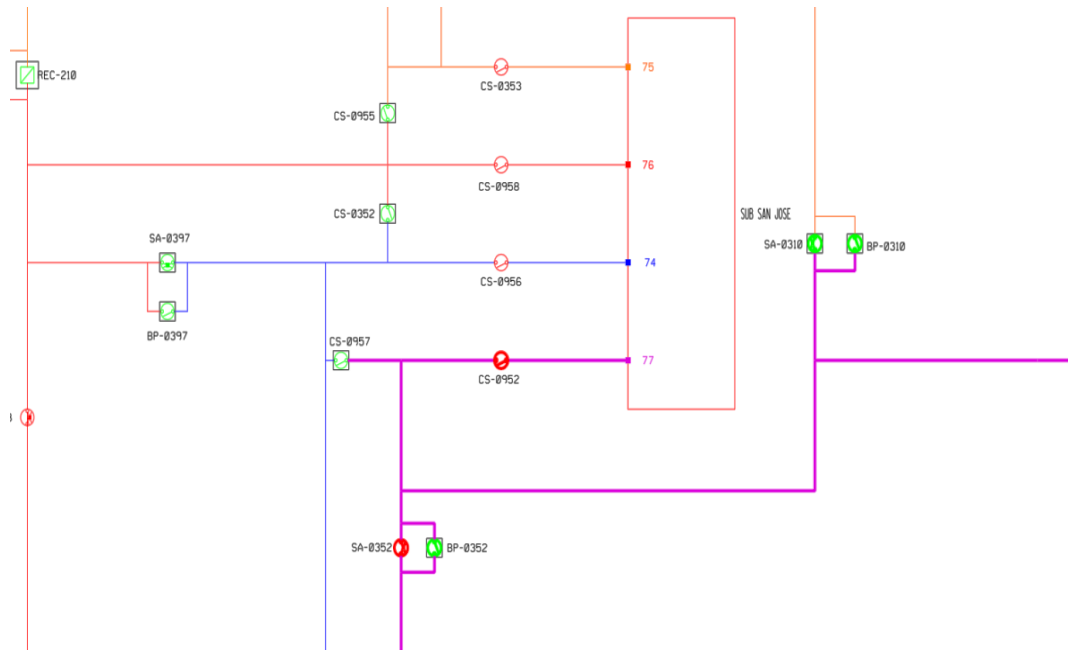 REC-210
75
CS-0353
CS-0955
76
CS-0958
CS-0352
SUB SAN JOSE
SA-0397
SA-0310
BP-0310
74
CS-0956
BP-0397
CS-0957
77
CS-0952
SA-0352
BP-0352